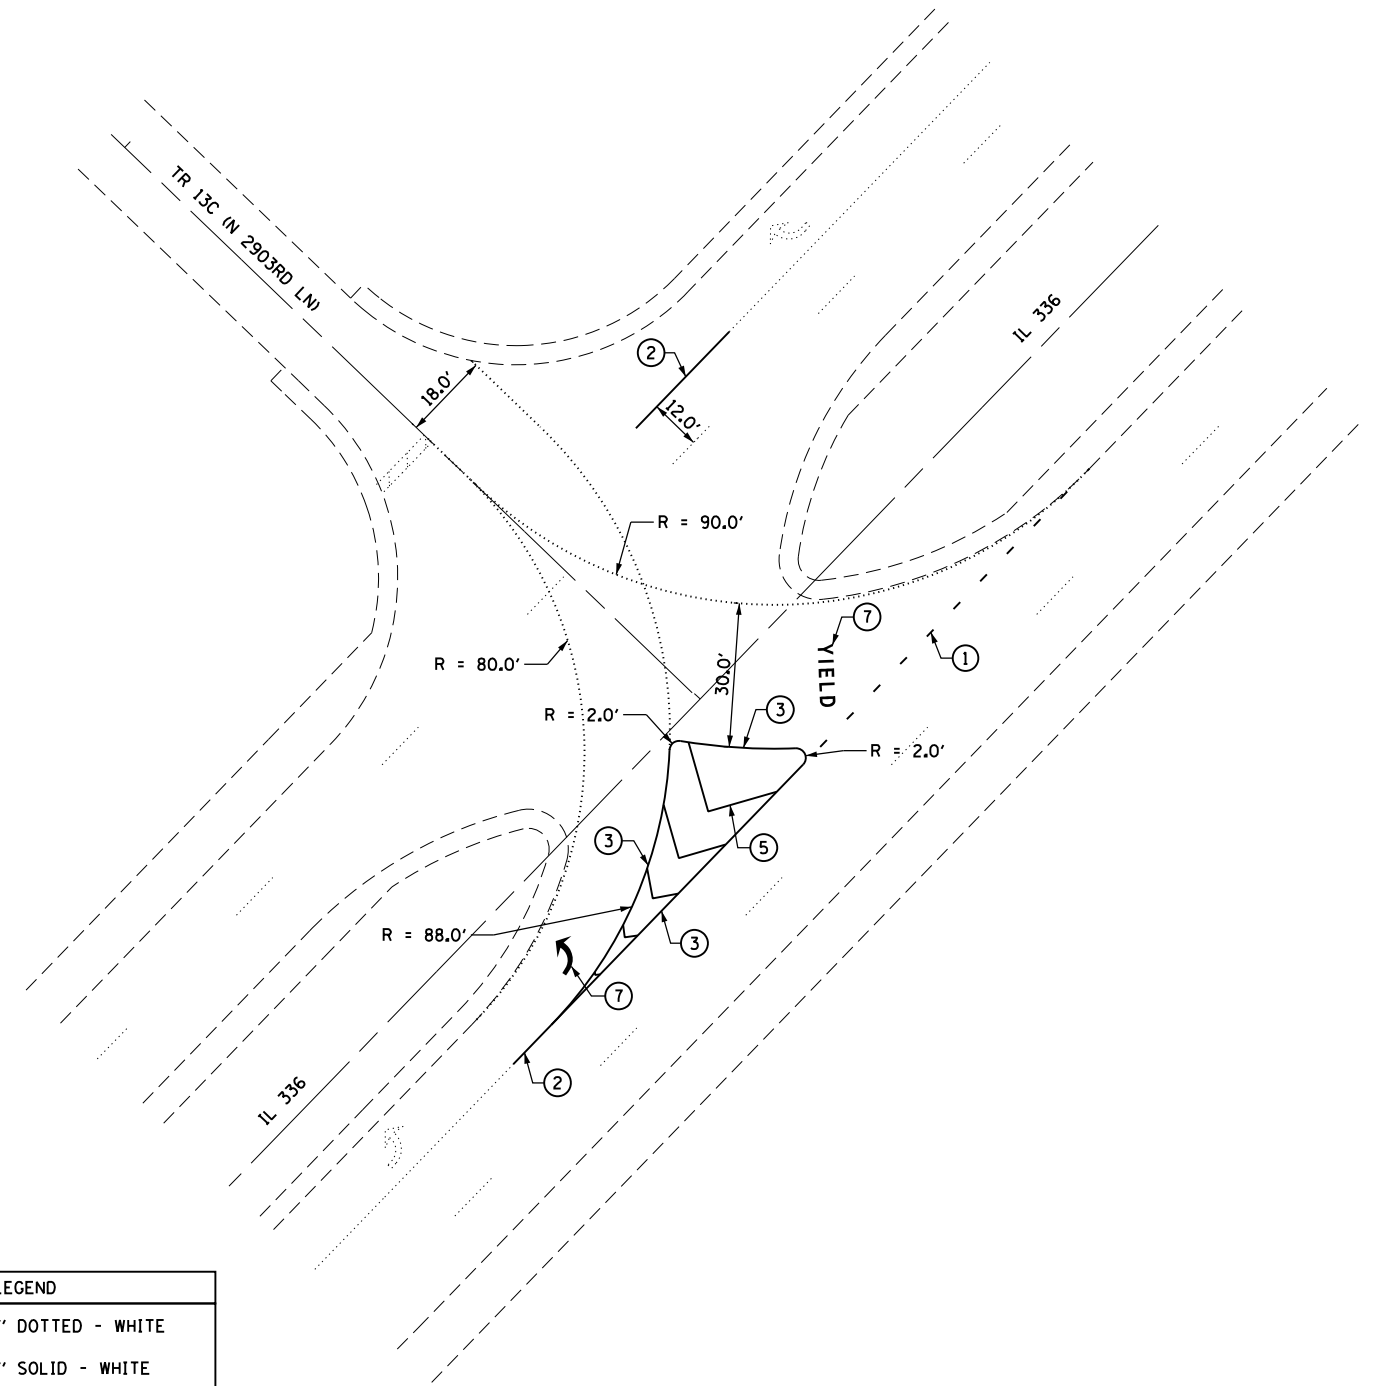 TR 13C (N 2903RD LN)
IL 336
2
18.0'
12.0'
R = 90.0'
7
YIELD
1
R = 80.0'
30.0'
3
R = 2.0'
R = 2.0'
3
5
R = 88.0'
3
7
2
IL 336
LEGEND
" DOTTED - WHITE
" SOLID - WHITE